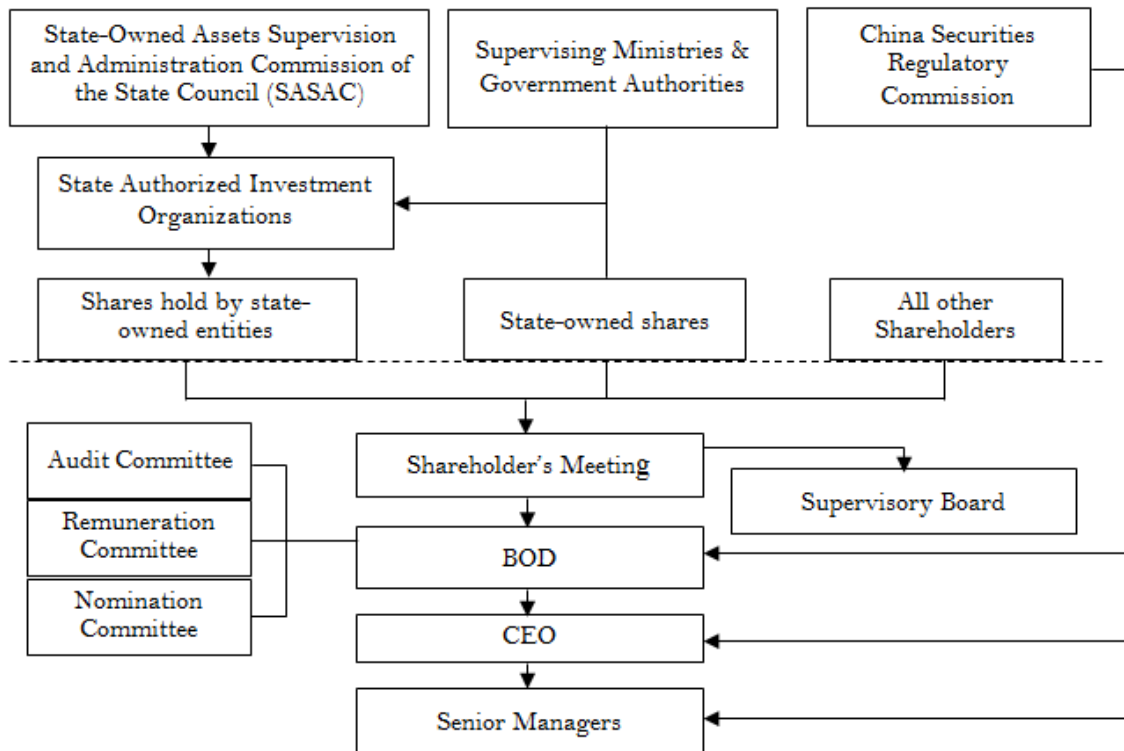 State-Owned Assets Supervision
and Administration Commission of
the State Council (SASAC)
Supervising Ministries &
Government Authorities
China Securities
Regulatory
Commission
State Authorized Investment
Organizations
Shares hold by state-
owned entities
State-owned shares
All other
Shareholders
Audit Committee
Remuneration
Committee
Nomination
Committee
Shareholder's Meeting
Supervisory Board
BOD
CEO
Senior Managers